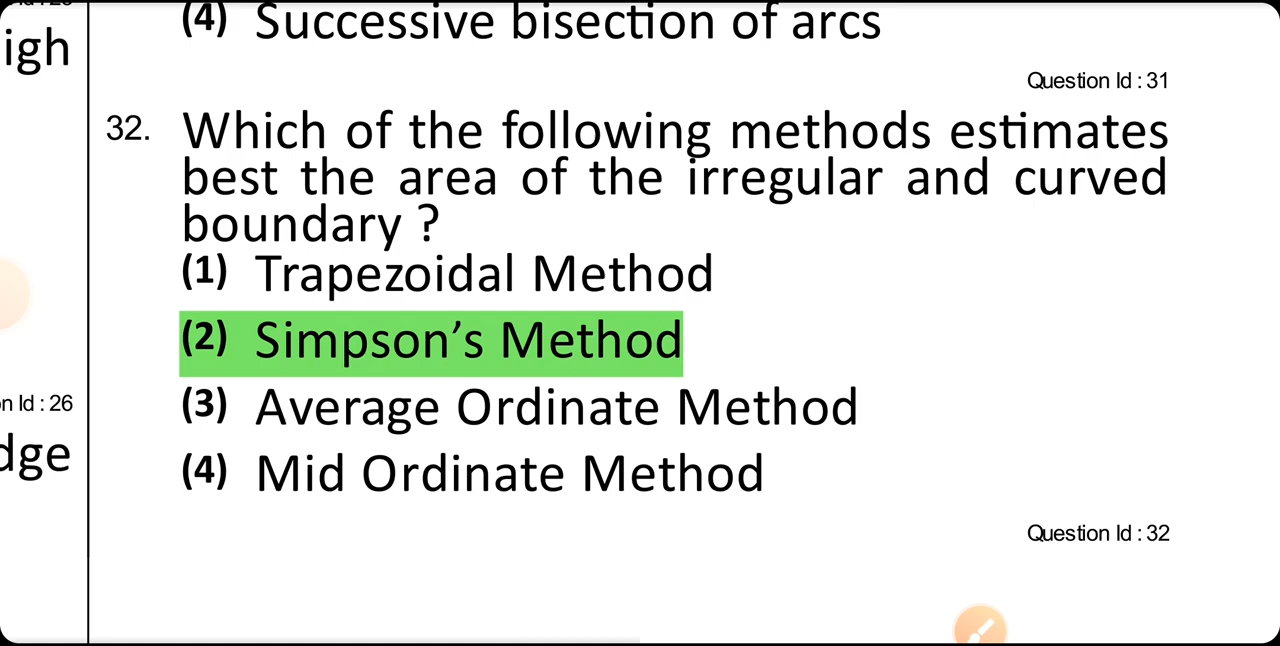 igh
n Id : 26
dge
(4) Successive bisection of arcs
Question Id : 31
32. Which of the following methods estimates
best the area of the irregular and curved
boundary ?
(1) Trapezoidal Method
(2) Simpson’s Method
(3) Average Ordinate Method
(4) Mid Ordinate Method
Question Id : 32